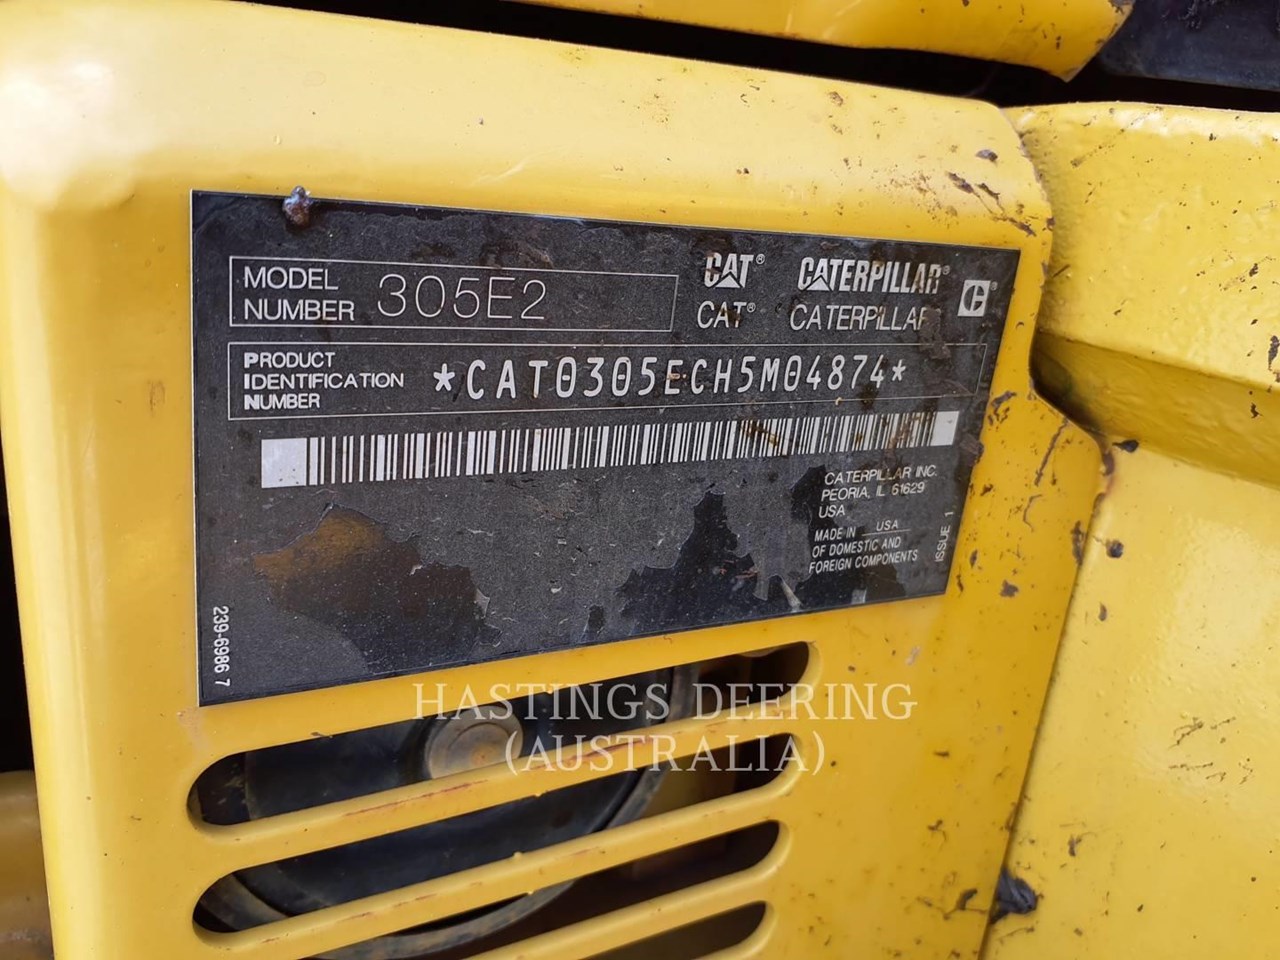 MODEL
NUMBER 305E2
CAT® CATERPILLAR®
CAT® CATERPILLAR
C®
PRODUCT
IDENTIFICATION
NUMBER
*CAT0305ECH5M04874*
CATERPILLAR INC.
PEORIA, IL 61629
USA
MADE IN USA
OF DOMESTIC AND
FOREIGN COMPONENTS
ISSUE 1
239-6986 7
HASTINGS DEERING
(AUSTRALIA)